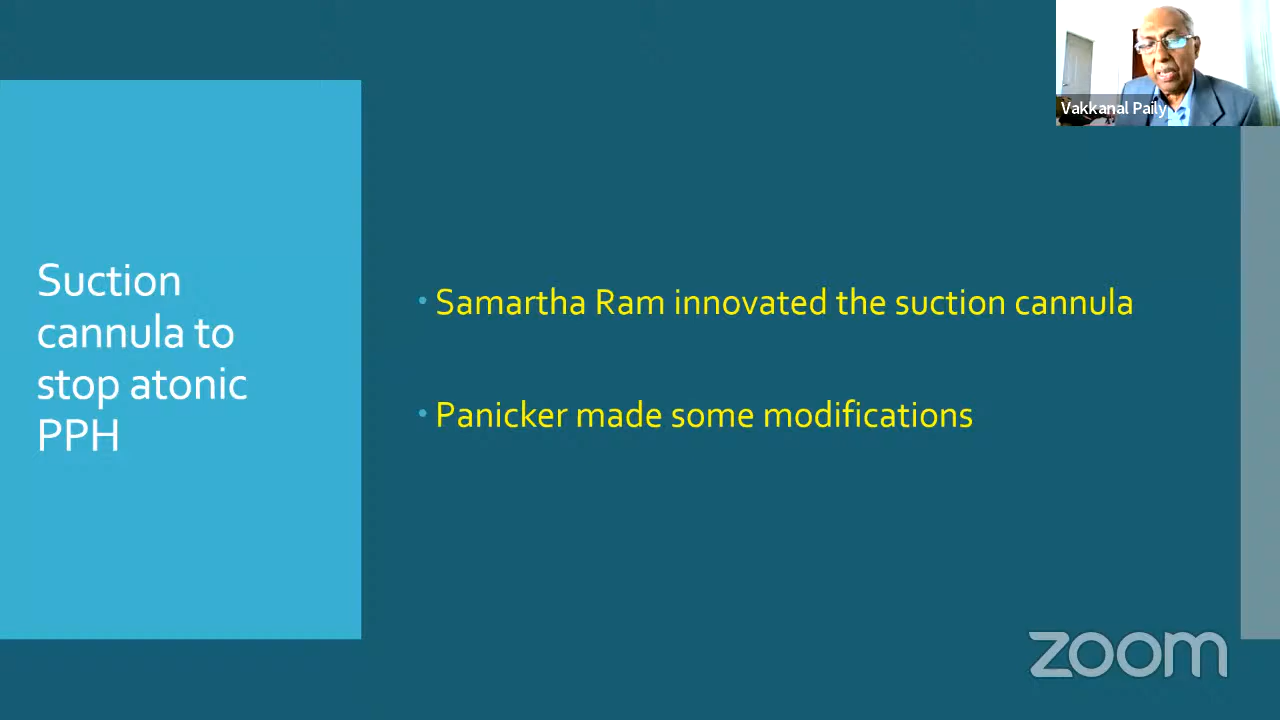 Vakkanal Paily
Suction
cannula to
stop atonic
PPH
• Samartha Ram innovated the suction cannula
• Panicker made some modifications
zoom